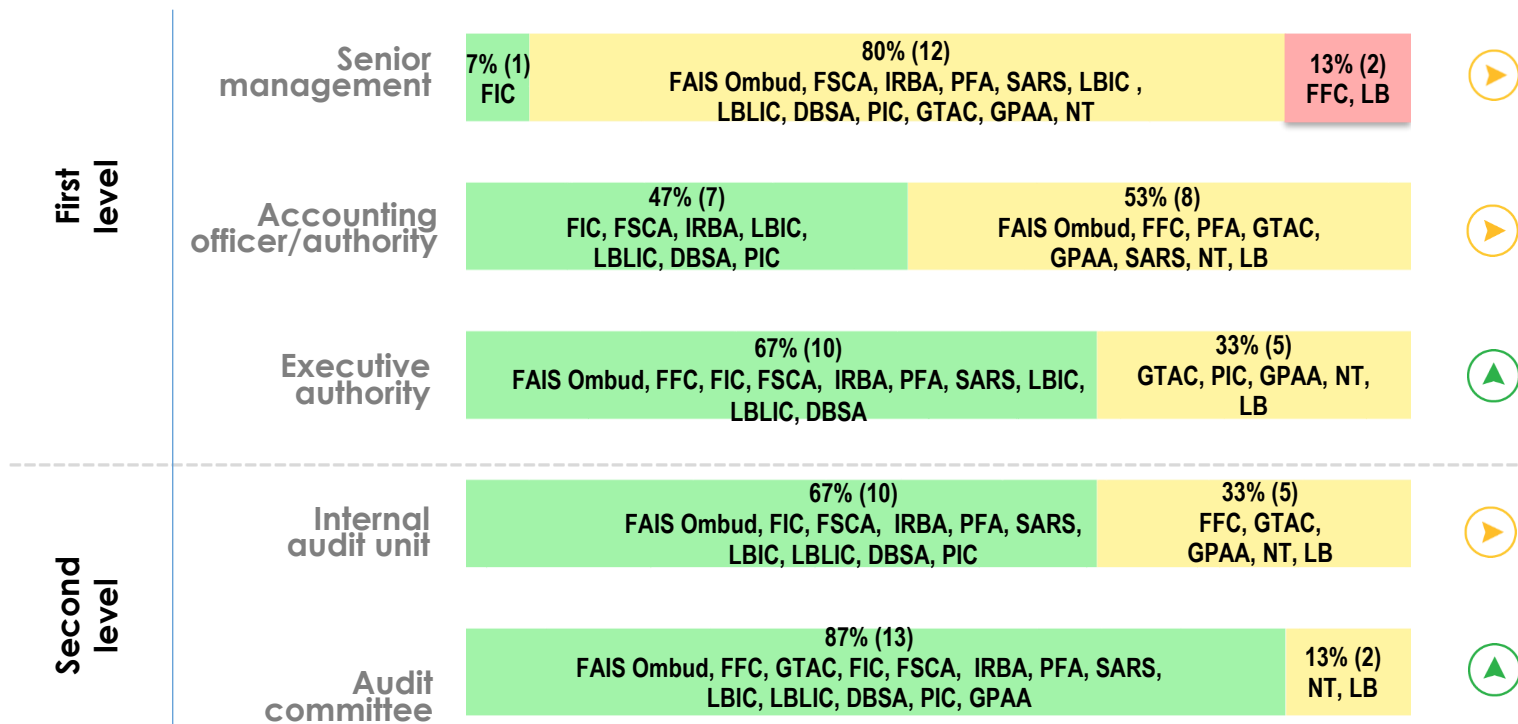 First
level
Senior
management
7% (1)
FIC
80% (12)
FAIS Ombud, FSCA, IRBA, PFA, SARS, LBIC ,
LBLIC, DBSA, PIC, GTAC, GPAA, NT
13% (2)
FFC, LB
Accounting
officer/authority
47% (7)
FIC, FSCA, IRBA, LBIC,
LBLIC, DBSA, PIC
53% (8)
FAIS Ombud, FFC, PFA, GTAC,
GPAA, SARS, NT, LB
Executive
authority
67% (10)
FAIS Ombud, FFC, FIC, FSCA, IRBA, PFA, SARS, LBIC,
LBLIC, DBSA
33% (5)
GTAC, PIC, GPAA, NT,
LB
Second
level
Internal
audit unit
67% (10)
FAIS Ombud, FIC, FSCA, IRBA, PFA, SARS,
LBIC, LBLIC, DBSA, PIC
33% (5)
FFC, GTAC,
GPAA, NT, LB
Audit
committee
87% (13)
FAIS Ombud, FFC, GTAC, FIC, FSCA, IRBA, PFA, SARS,
LBIC, LBLIC, DBSA, PIC, GPAA
13% (2)
NT, LB